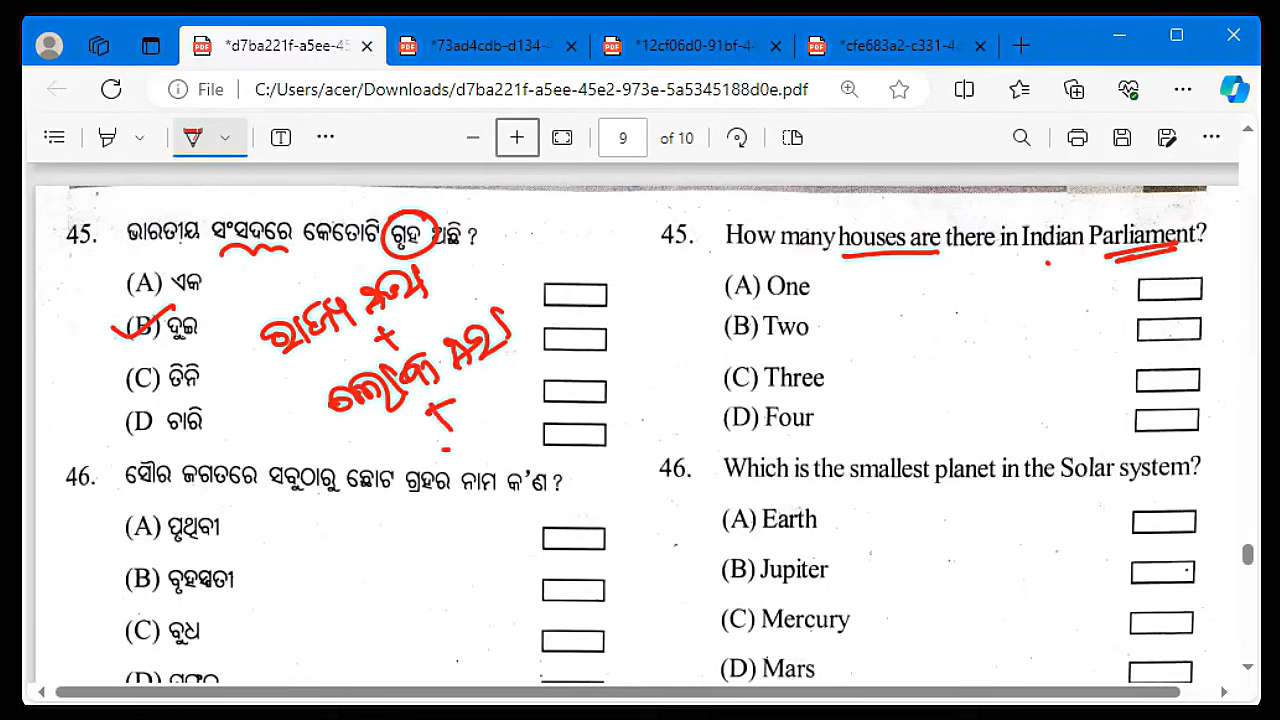 *d7ba221f-a5ee-45
*73ad4cdb-d134-4
*12cf06d0-91bf-4
*cfe683a2-c331-4
File
C:/Users/acer/Downloads/d7ba221f-a5ee-45e2-973e-5a5345188d0e.pdf
9 of 10
45. ଭାରତୀୟ ସଂସଦରେ କେତୋଟି ଗୃହ ଅଛି ?
(A) ଏକ
(B) ଦୁଇ
(C) ତିନି
(D ଚାରି
ରାଜ୍ୟ ସଭା
+
ଲୋକ ସଭା
+
46. ସୌର ଜଗତରେ ସବୁଠାରୁ ଛୋଟ ଗ୍ରହର ନାମ କ'ଣ ?
(A) ପୃଥିବୀ
(B) ବୃହସ୍ପତୀ
(C) ବୁଧ
(D) ମଙ୍ଗଳ
45. How many houses are there in Indian Parliament?
(A) One
(B) Two
(C) Three
(D) Four
46. Which is the smallest planet in the Solar system?
(A) Earth
(B) Jupiter
(C) Mercury
(D) Mars